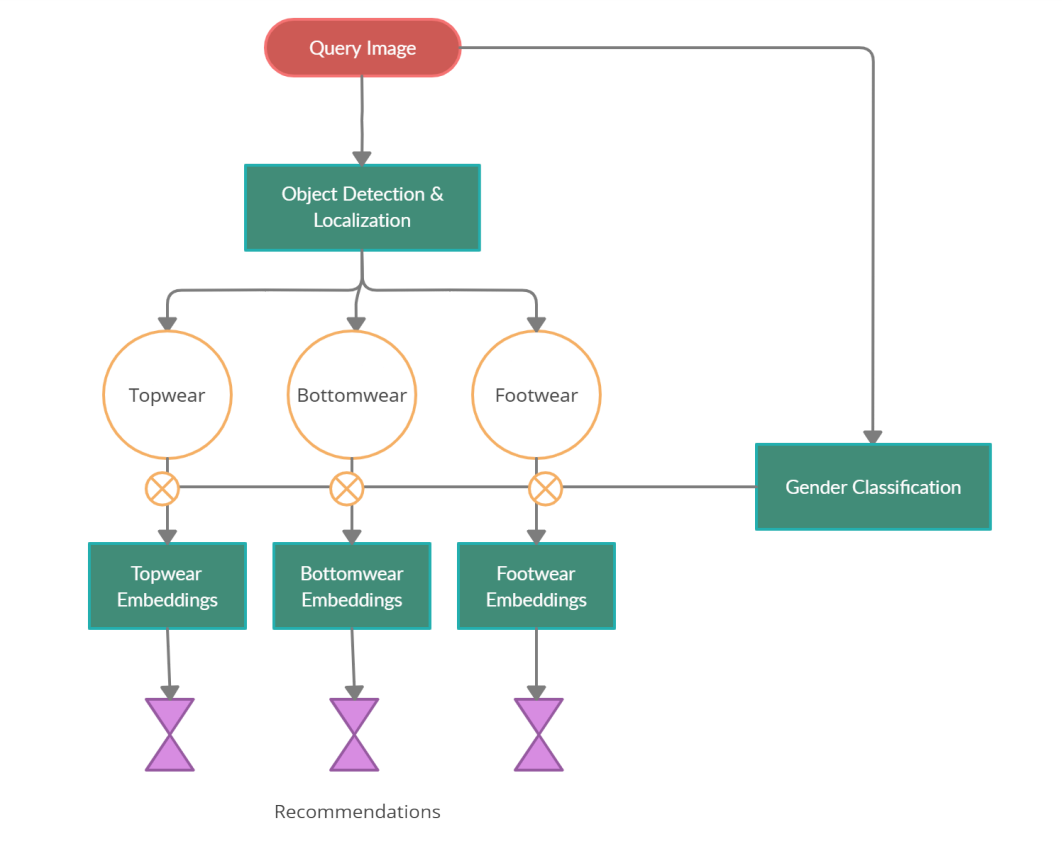 Query Image
Object Detection &
Localization
Topwear
Bottomwear
Footwear
Gender Classification
Topwear
Embeddings
Bottomwear
Embeddings
Footwear
Embeddings
Recommendations